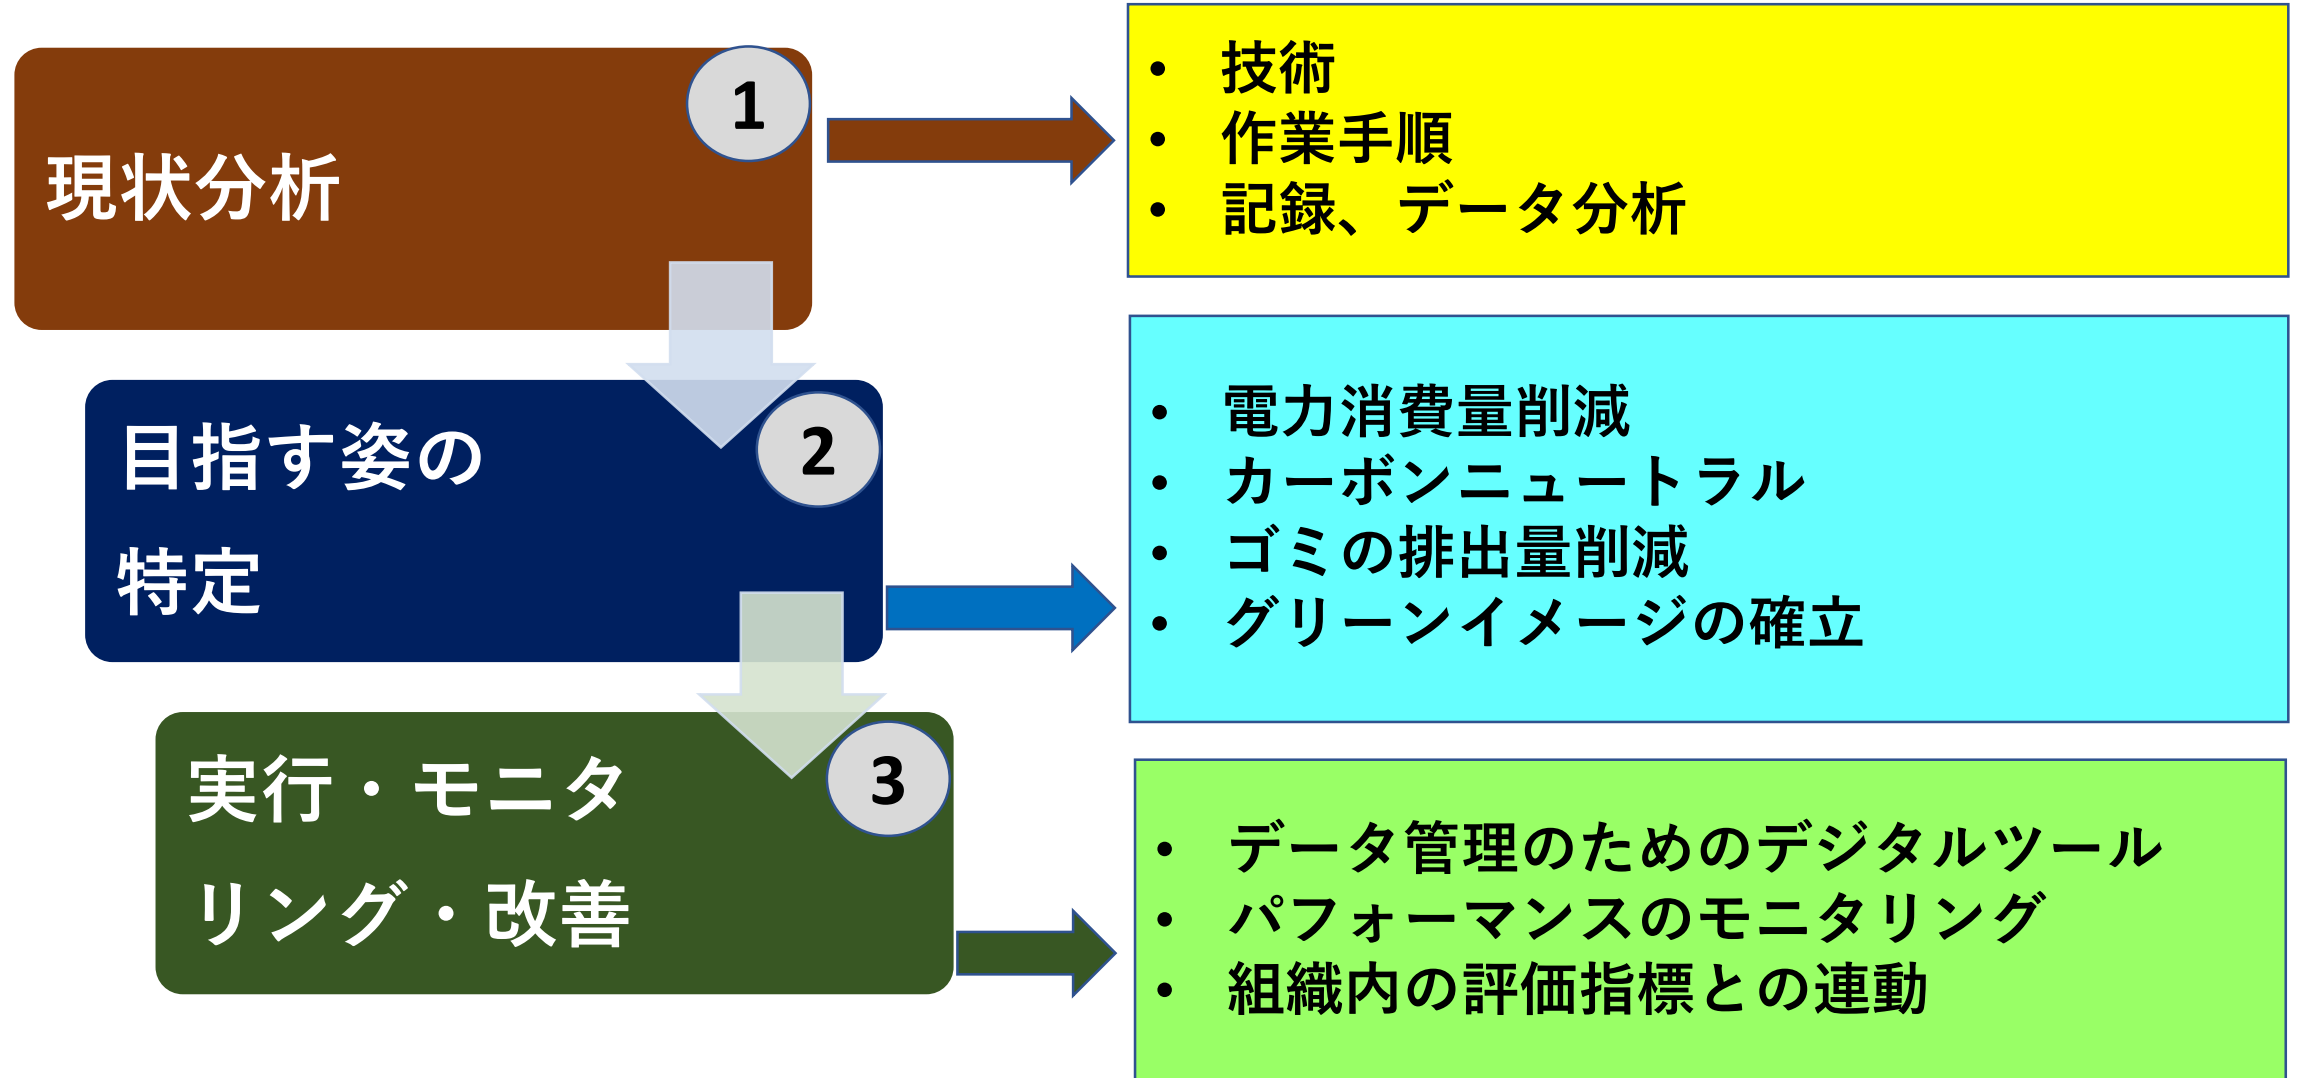 1
現状分析
• 技術
• 作業手順
• 記録、データ分析
2
目指す姿の
特定
• 電力消費量削減
• カーボンニュートラル
• ゴミの排出量削減
• グリーンイメージの確立
3
実行・モニタ
リング・改善
• データ管理のためのデジタルツール
• パフォーマンスのモニタリング
• 組織内の評価指標との連動